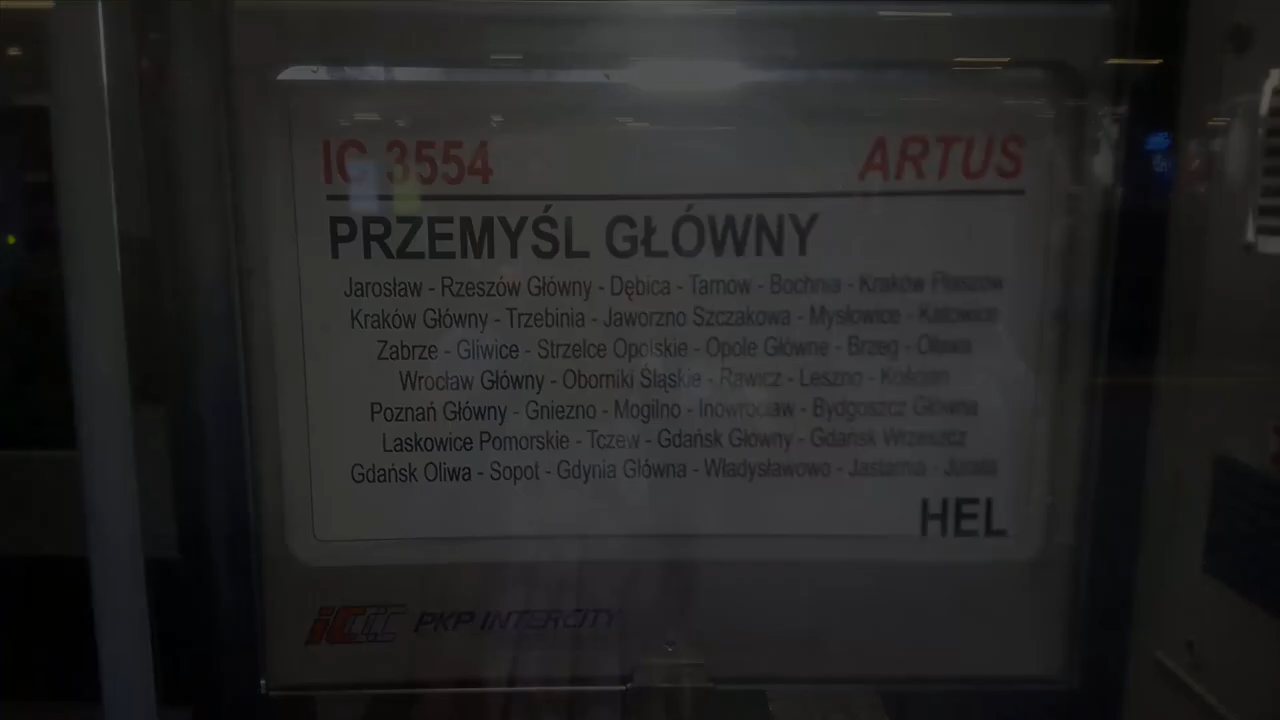 IC 3554 ARTUS
PRZEMYŚL GŁÓWNY
Jarosław - Rzeszów Główny - Dębica - Tarnów - Bochnia - Kraków Płaszów
Kraków Główny - Trzebinia - Jaworzno Szczakowa - Mysłowice - Katowice
Zabrze - Gliwice - Strzelce Opolskie - Opole Główne - Brzeg - Oława
Wrocław Główny - Oborniki Śląskie - Rawicz - Leszno - Kościan
Poznań Główny - Gniezno - Mogilno - Inowrocław - Bydgoszcz Główna
Laskowice Pomorskie - Tczew - Gdańsk Główny - Gdańsk Wrzeszcz
Gdańsk Oliwa - Sopot - Gdynia Główna - Władysławowo - Jastarnia - Jurata
HEL
IC PKP INTERCITY